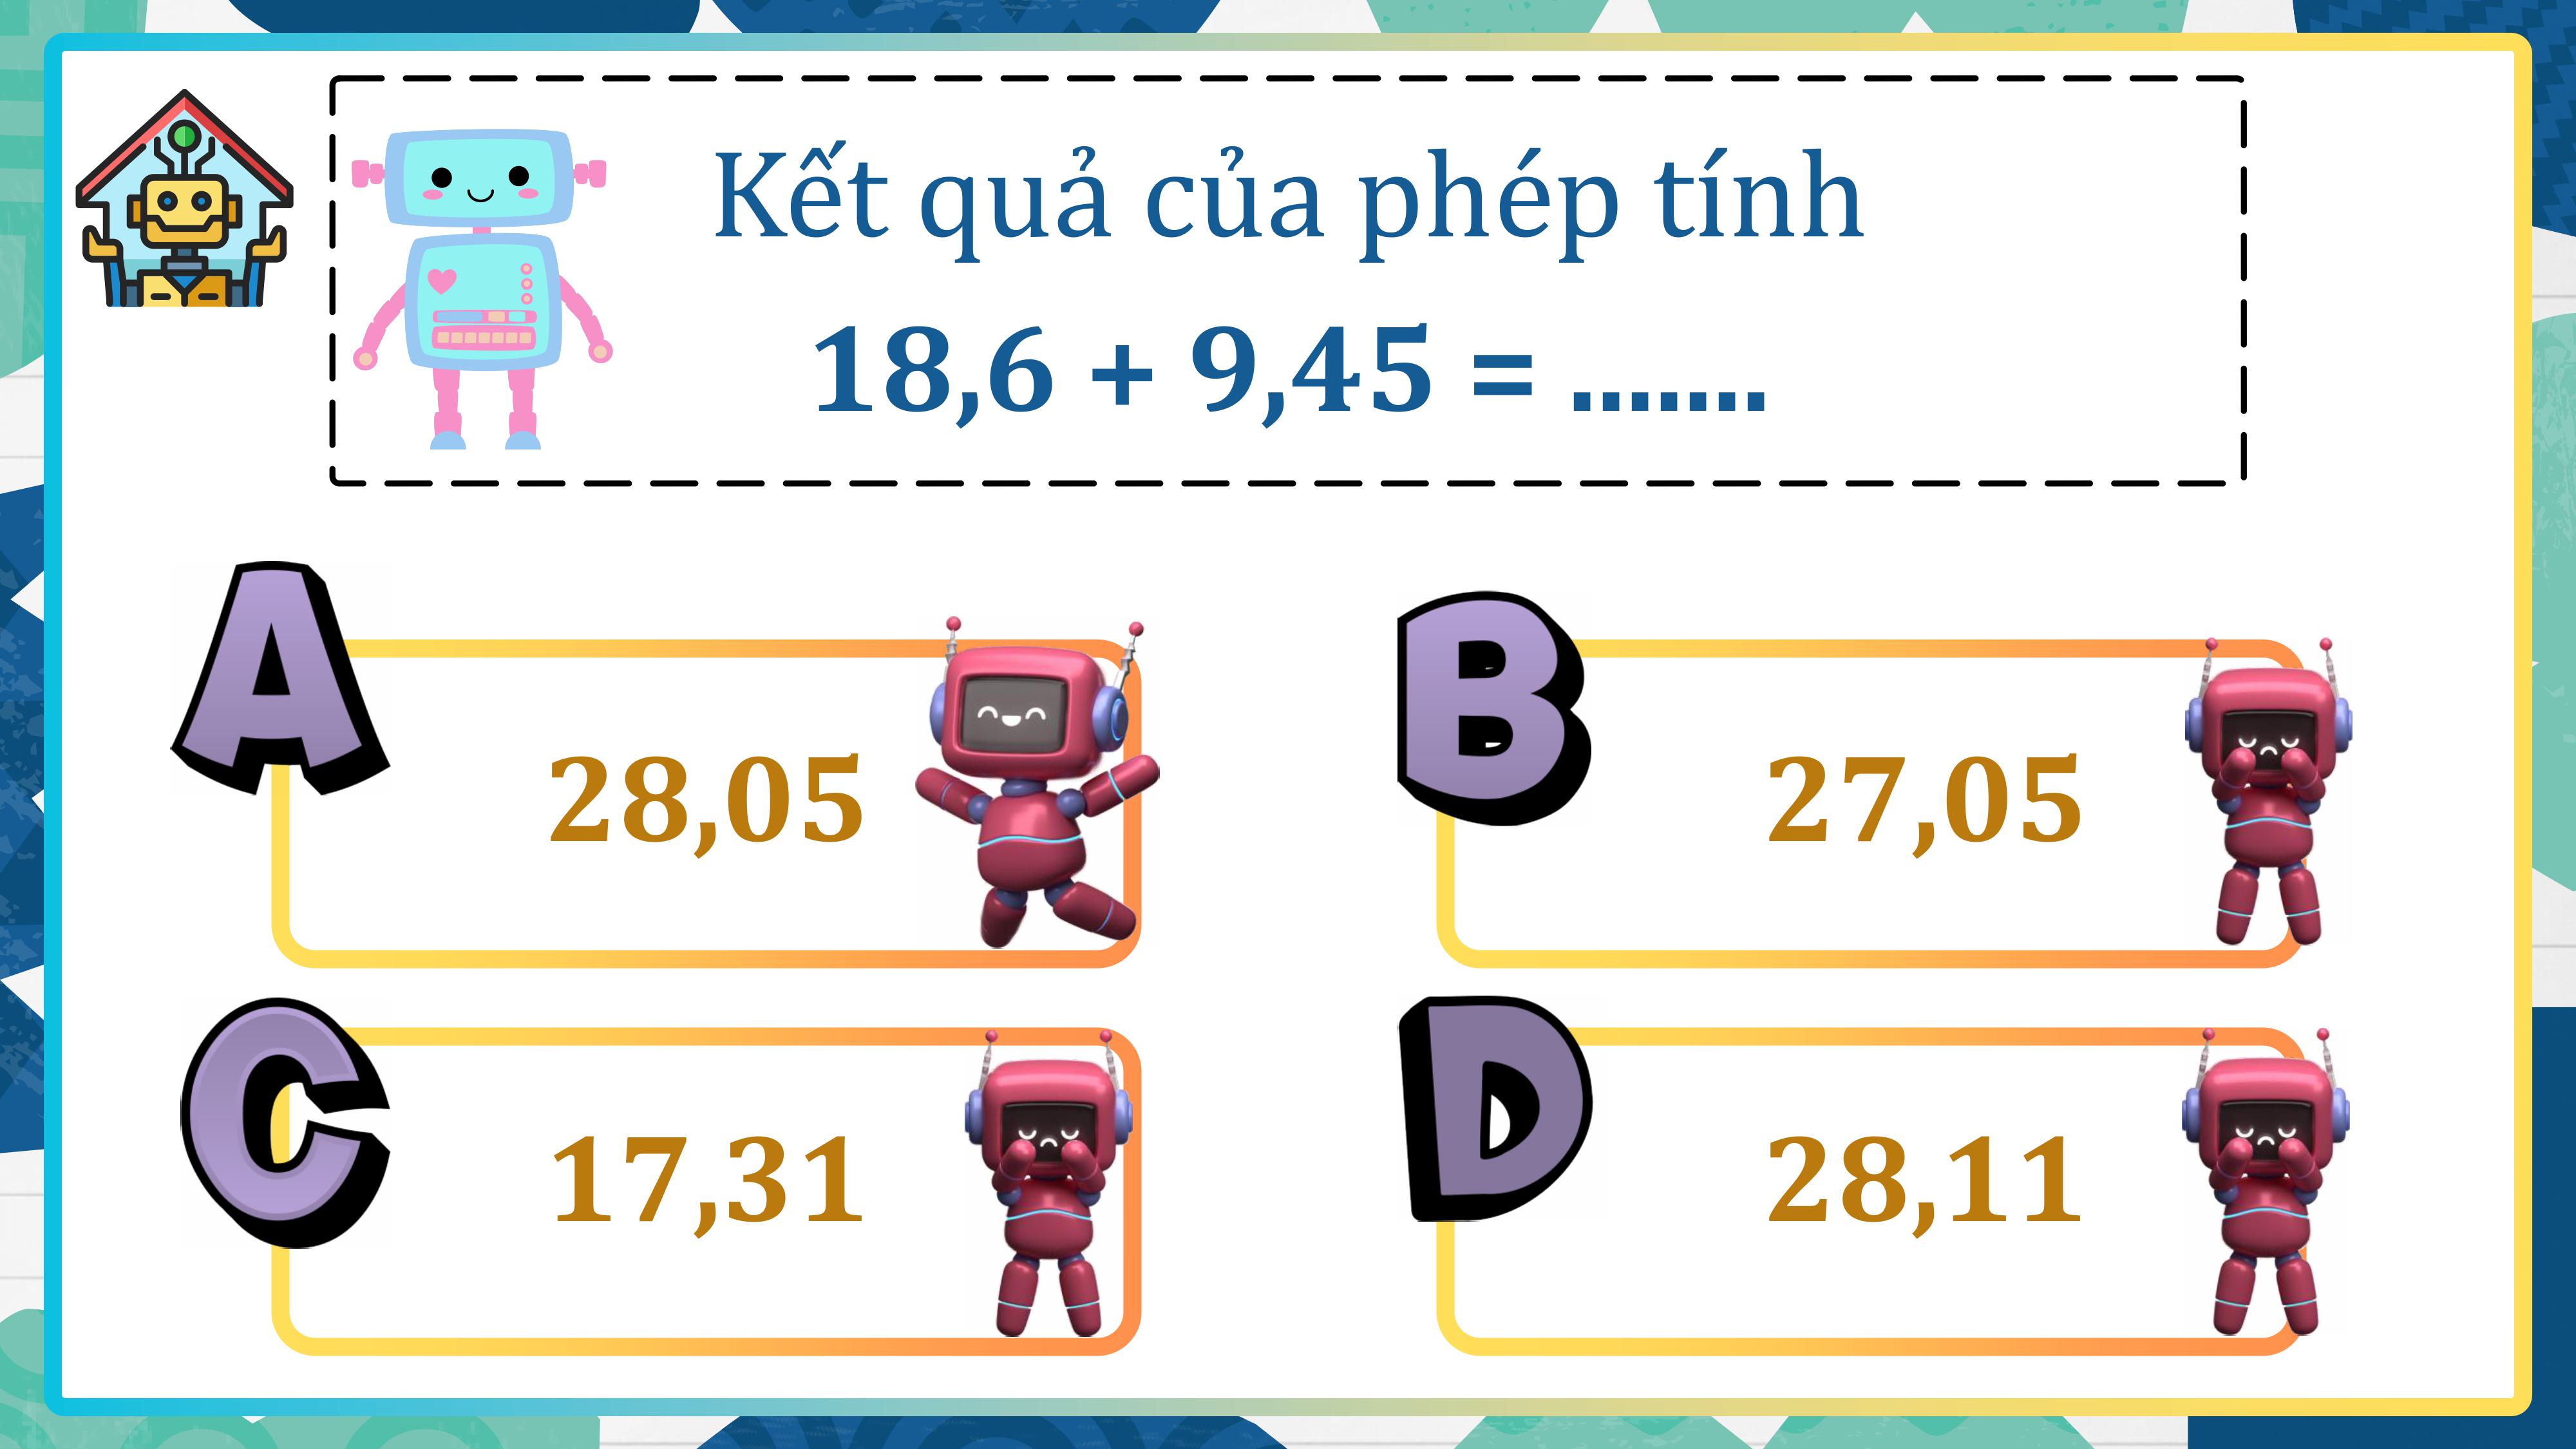 Kết quả của phép tính
18,6 + 9,45 = .......
A
28,05
B
27,05
C
17,31
D
28,11